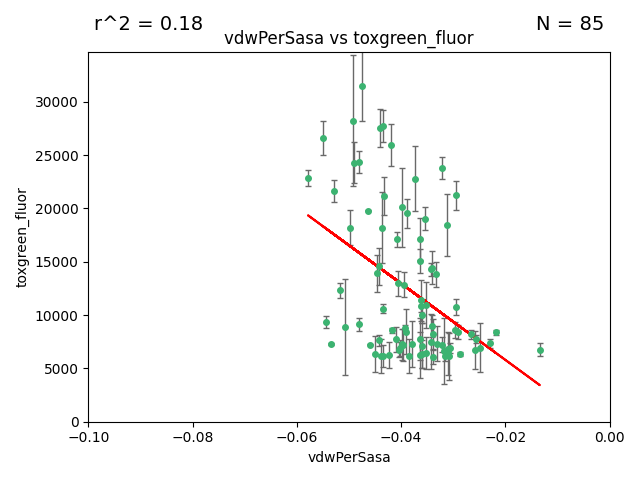 r^2 = 0.18
N = 85
vdwPerSasa vs toxgreen_fluor
toxgreen_fluor
30000
25000
20000
15000
10000
5000
0
−0.10
−0.08
−0.06
−0.04
−0.02
0.00
vdwPerSasa